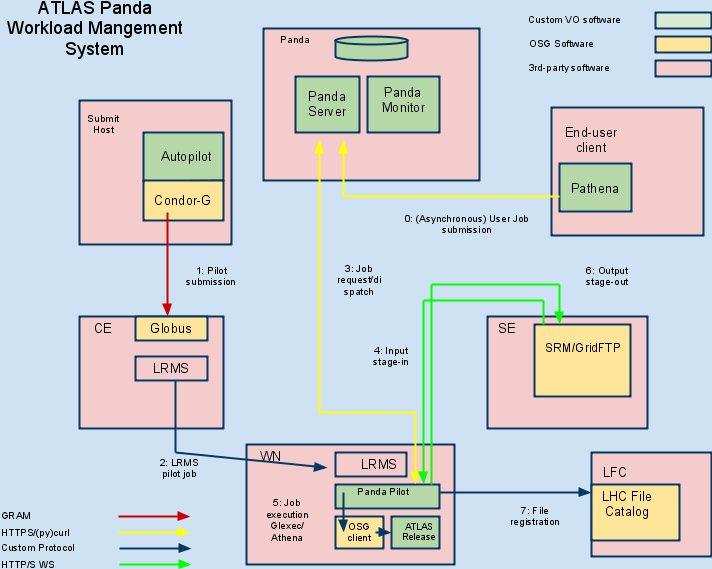 ATLAS Panda
Workload Mangement
System
Custom VO software
OSG Software
3rd-party software
Panda
Panda
Server
Panda
Monitor
Submit
Host
Autopilot
Condor-G
End-user
client
Pathena
0: (Asynchronous) User Job
submission
1: Pilot
submission
3: Job
request/di
spatch
6: Output
stage-out
CE
Globus
LRMS
4: Input
stage-in
SE
SRM/GridFTP
2: LRMS
pilot job
WN
LRMS
Panda Pilot
5: Job
execution
Glexec/
Athena
OSG
client
ATLAS
Release
7: File
registration
LFC
LHC File
Catalog
GRAM
HTTPS/(py)curl
Custom Protocol
HTTP/S WS